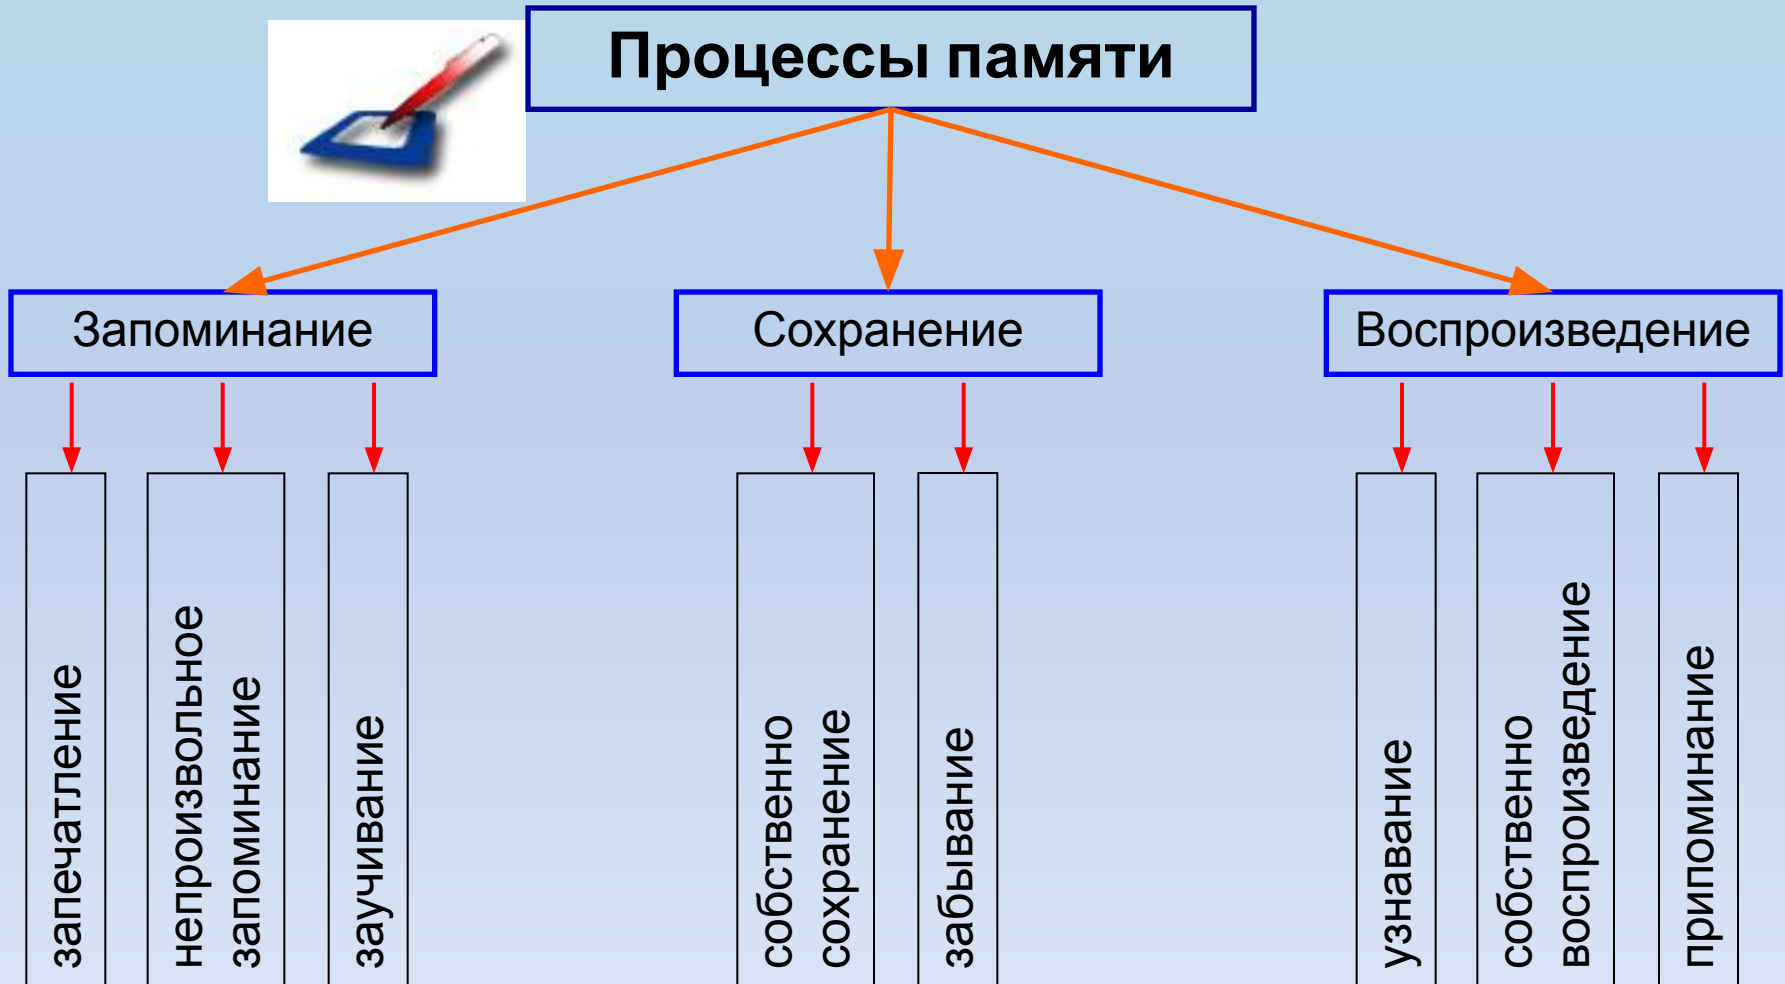 Процессы памяти
Запоминание
Сохранение
Воспроизведение
запечатление
непроизвольное
запоминание
заучивание
собственно
сохранение
забывание
узнавание
собственно
воспроизведение
припоминание